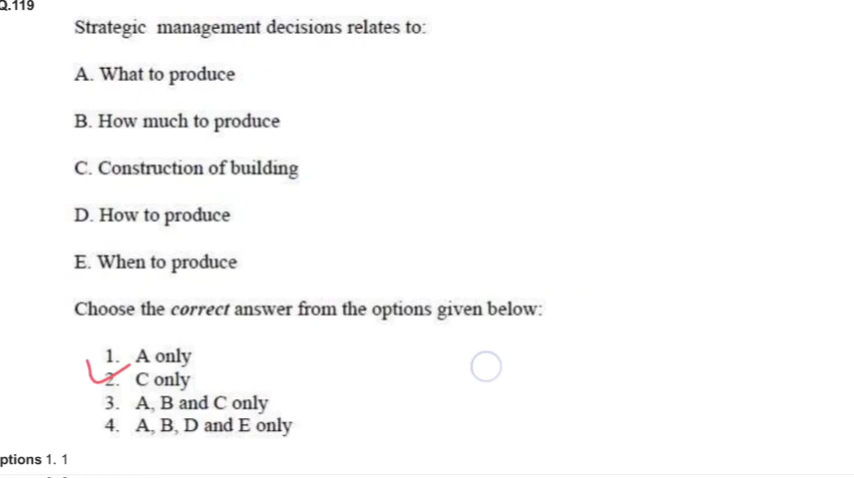 Q.119
Strategic management decisions relates to:
A. What to produce
B. How much to produce
C. Construction of building
D. How to produce
E. When to produce
Choose the correct answer from the options given below:
1. A only
2. C only
3. A, B and C only
4. A, B, D and E only
ptions 1. 1